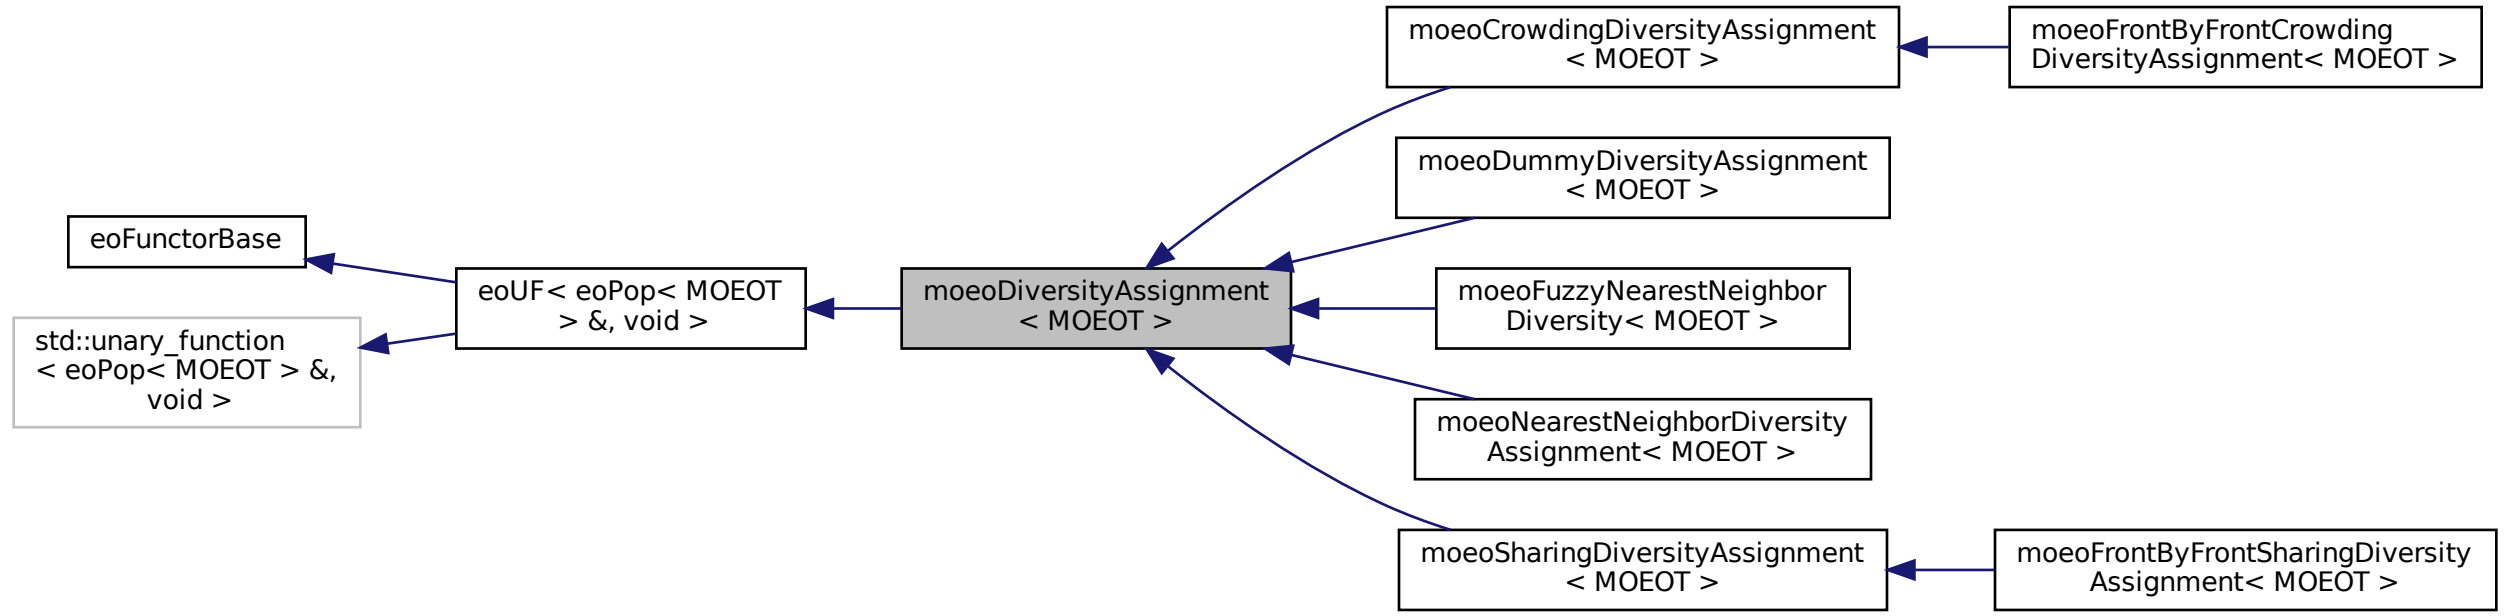 eoFunctorBase
std::unary_function
< eoPop< MOEOT > &,
void >
eoUF< eoPop< MOEOT
> &, void >
moeoDiversityAssignment
< MOEOT >
moeoCrowdingDiversityAssignment
< MOEOT >
moeoFrontByFrontCrowding
DiversityAssignment< MOEOT >
moeoDummyDiversityAssignment
< MOEOT >
moeoFuzzyNearestNeighbor
Diversity< MOEOT >
moeoNearestNeighborDiversity
Assignment< MOEOT >
moeoSharingDiversityAssignment
< MOEOT >
moeoFrontByFrontSharingDiversity
Assignment< MOEOT >